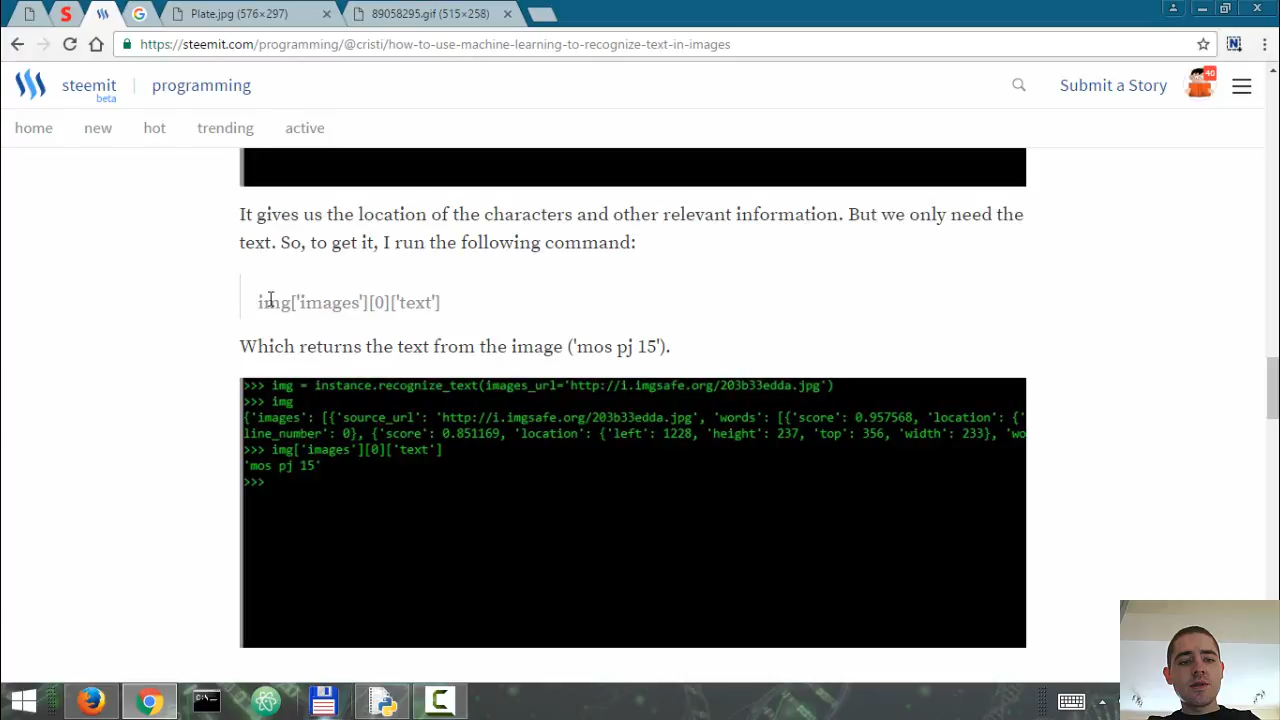 Plate.jpg (576×297)
89058295.gif (515×258)
https://steemit.com/programming/@cristi/how-to-use-machine-learning-to-recognize-text-in-images
steemit
beta
programming
Submit a Story
40
home
new
hot
trending
active
It gives us the location of the characters and other relevant information. But we only need the
text. So, to get it, I run the following command:
img['images'][0]['text']
Which returns the text from the image ('mos pj 15').
>>> img = instance.recognize_text(images_url='http://i.imgsafe.org/203b33edda.jpg')
>>> img
{'images': [{'source_url': 'http://i.imgsafe.org/203b33edda.jpg', 'words': [{'score': 0.957568, 'location': {'
line_number': 0}, {'score': 0.851169, 'location': {'left': 1228, 'height': 237, 'top': 356, 'width': 233}, 'wo
>>> img['images'][0]['text']
'mos pj 15'
>>>